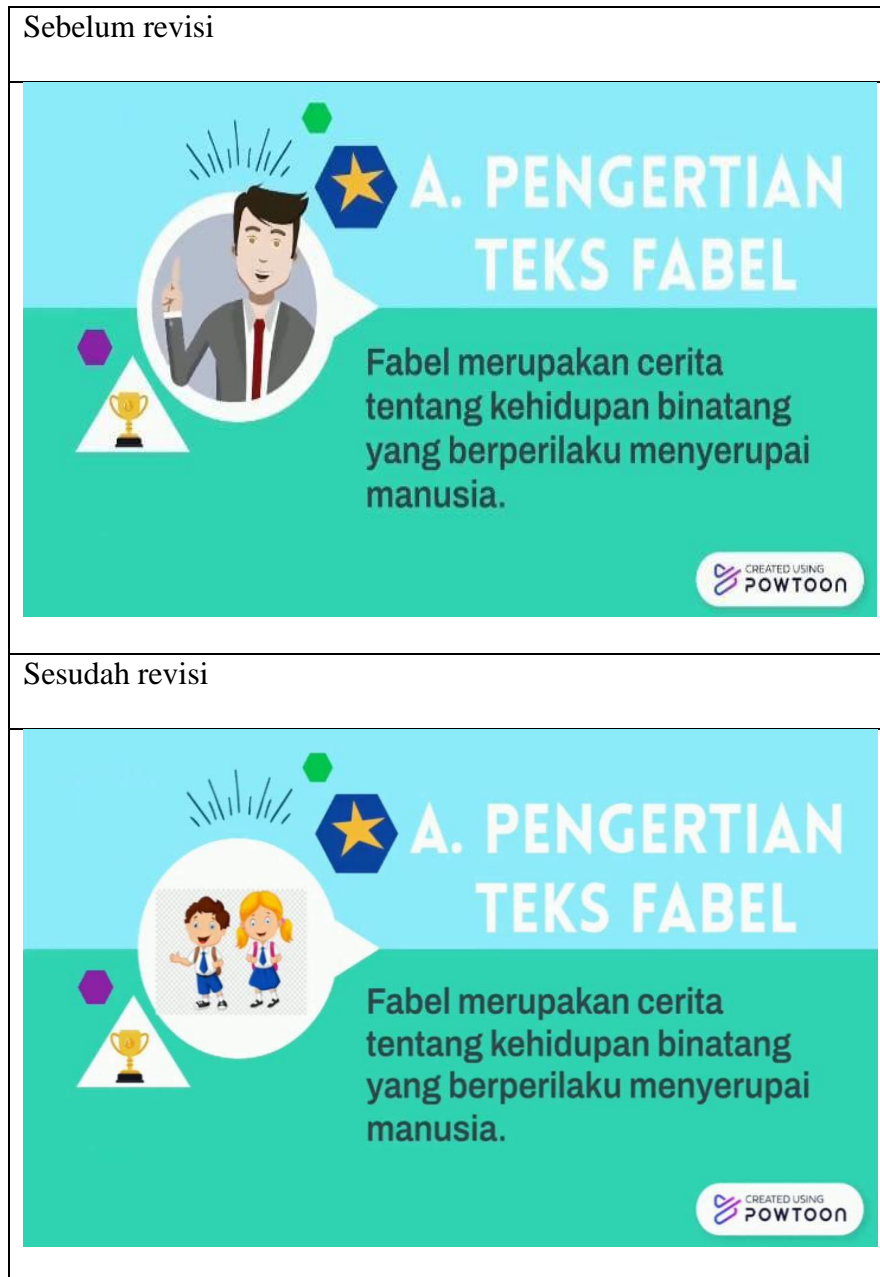 Sebelum revisi
A. PENGERTIAN
TEKS FABEL
Fabel merupakan cerita
tentang kehidupan binatang
yang berperilaku menyerupai
manusia.
CREATED USING
POWTOON
Sesudah revisi
A. PENGERTIAN
TEKS FABEL
Fabel merupakan cerita
tentang kehidupan binatang
yang berperilaku menyerupai
manusia.
CREATED USING
POWTOON